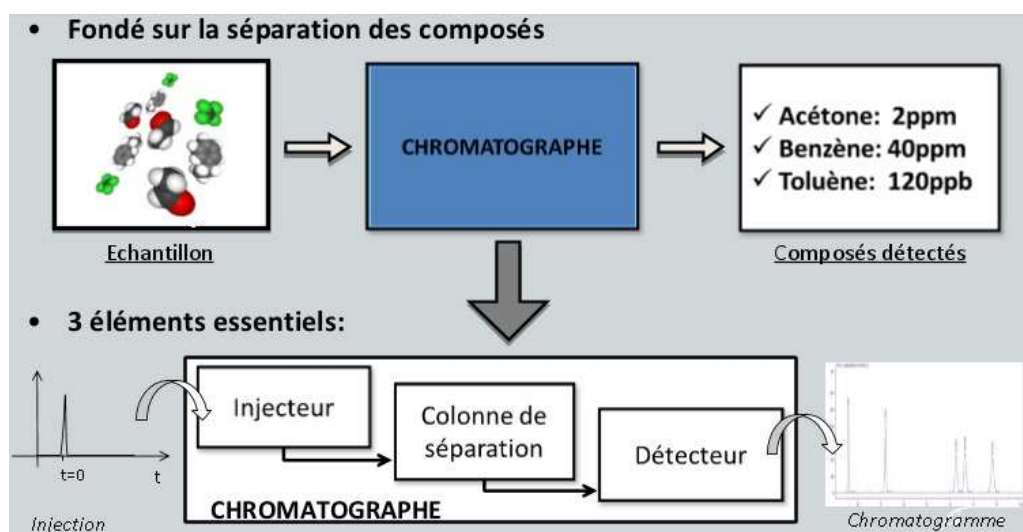 • Fondé sur la séparation des composés
CHROMATOGRAPHE
✓ Acétone: 2ppm
✓ Benzène: 40ppm
✓ Toluène: 120ppb
Echantillon
Composés détectés
• 3 éléments essentiels:
Injecteur
Colonne de
séparation
Détecteur
t=0
t
CHROMATOGRAPHE
Injection
Chromatogramme